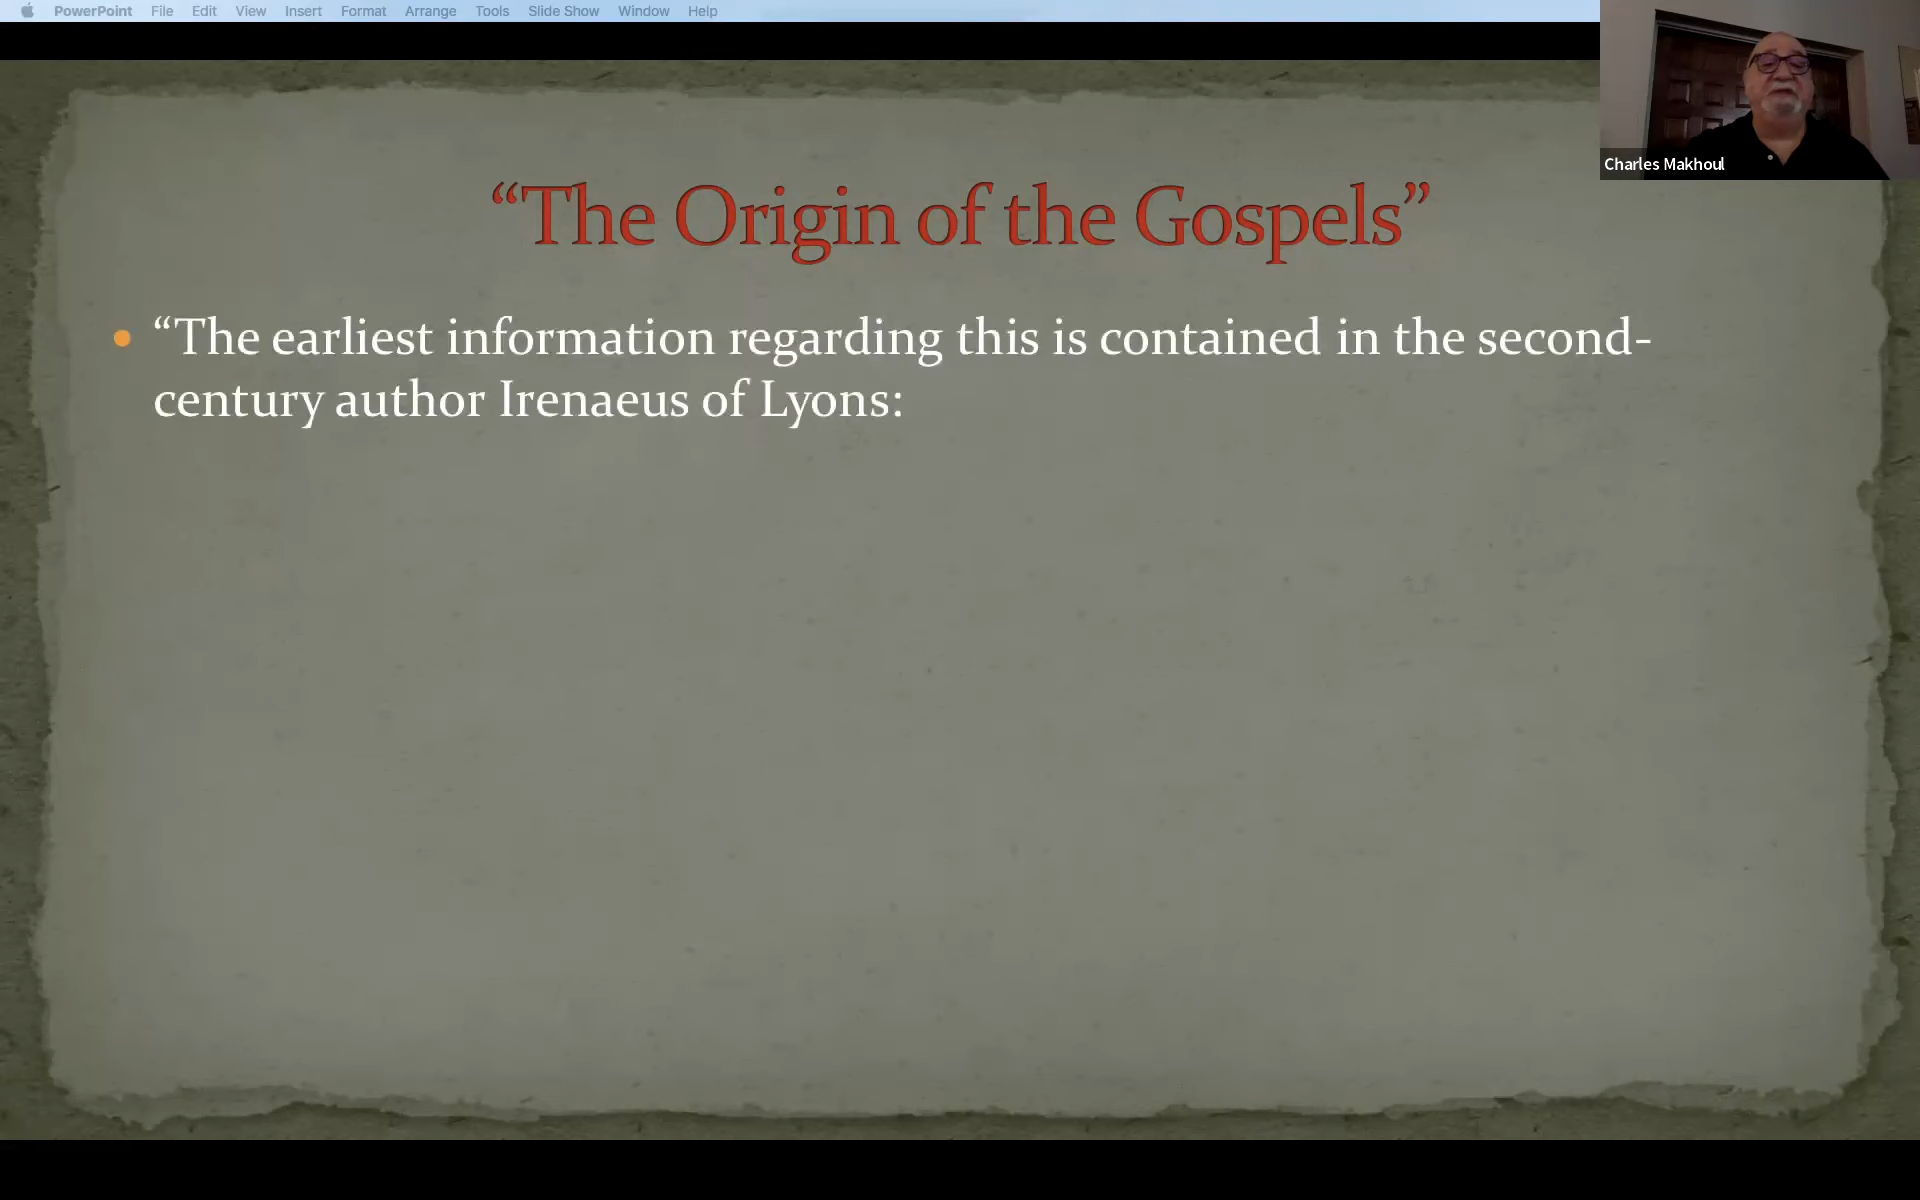 PowerPoint File Edit View Insert Format Arrange Tools Slide Show Window Help
Charles Makhoul
“The Origin of the Gospels”
“The earliest information regarding this is contained in the second-
century author Irenaeus of Lyons: